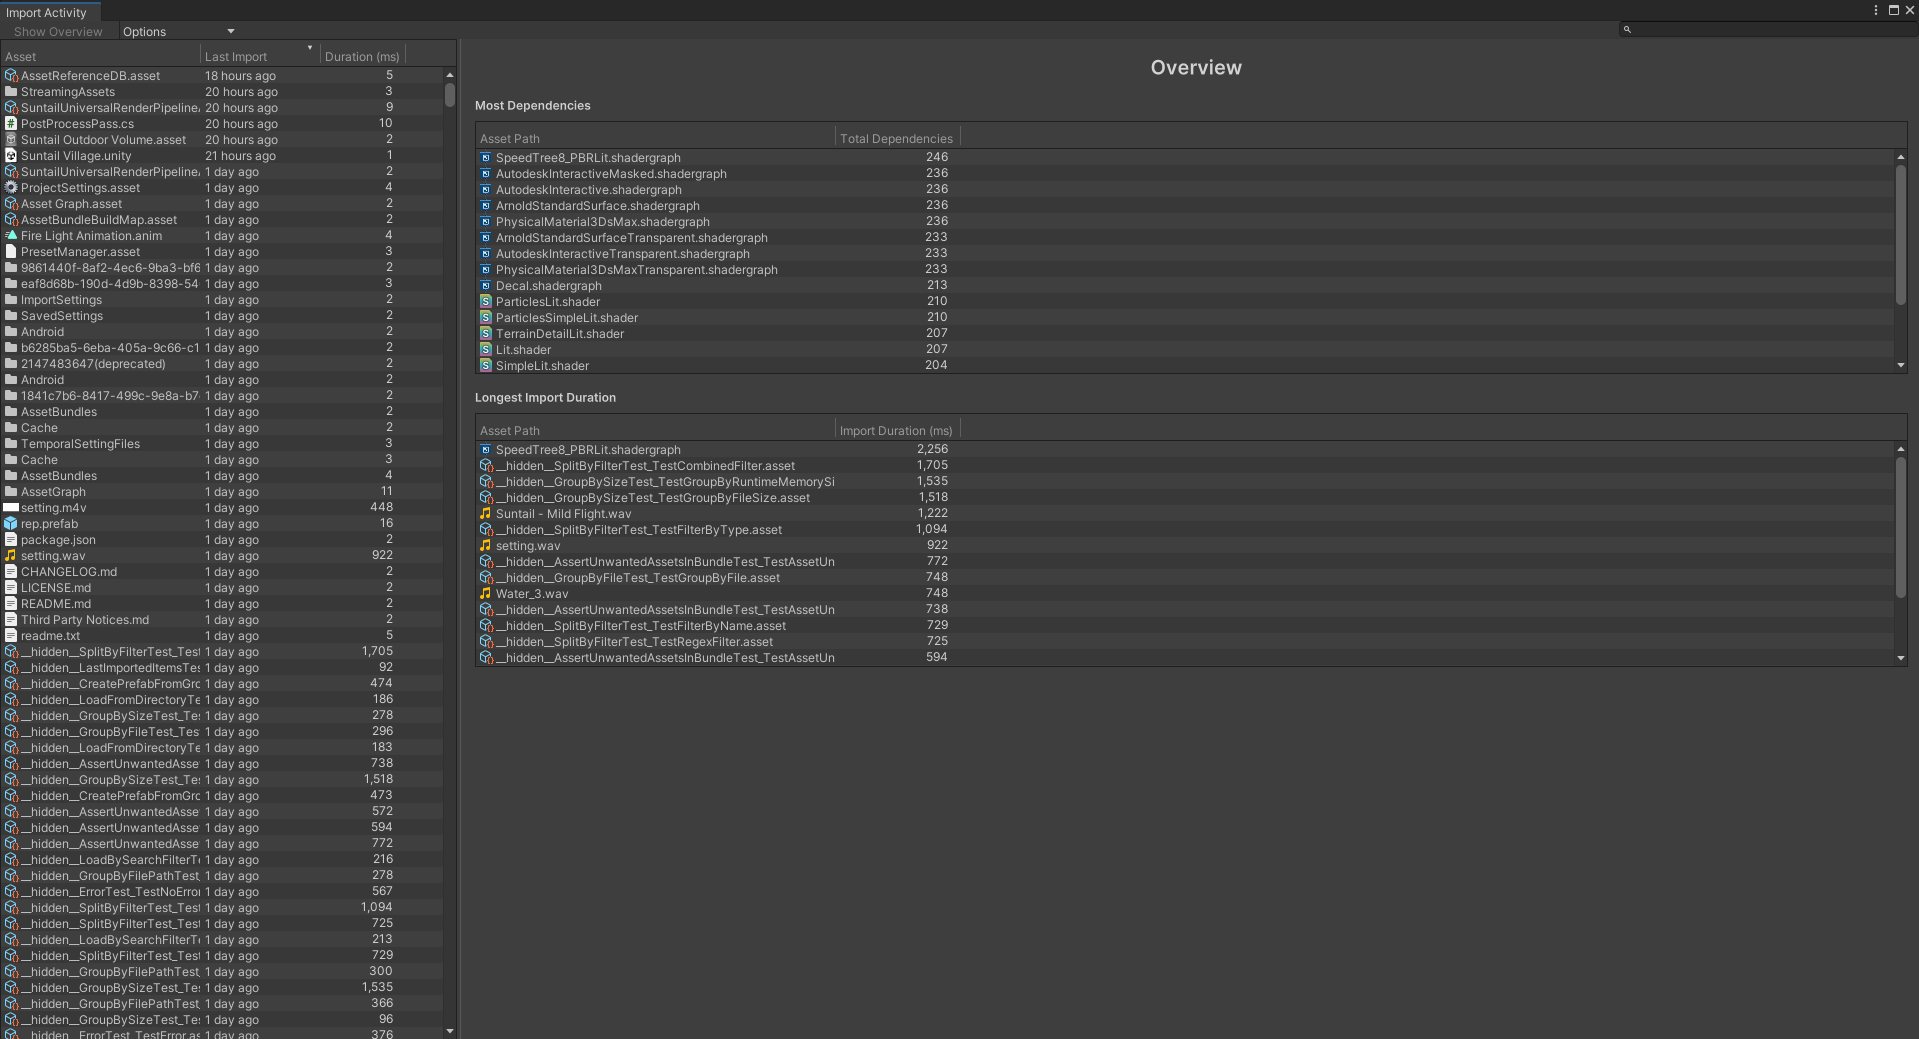 Import Activity
Show Overview Options
Asset Last Import Duration (ms)
AssetReferenceDB.asset 18 hours ago 5
StreamingAssets 20 hours ago 3
SuntailUniversalRenderPipeline 20 hours ago 9
PostProcessPass.cs 20 hours ago 10
Suntail Outdoor Volume.asset 20 hours ago 2
Suntail Village.unity 21 hours ago 1
SuntailUniversalRenderPipeline 1 day ago 2
ProjectSettings.asset 1 day ago 4
Asset Graph.asset 1 day ago 2
AssetBundleBuildMap.asset 1 day ago 2
Fire Light Animation.anim 1 day ago 4
PresetManager.asset 1 day ago 3
9861440f-8af2-4ec6-9ba3-bf6 1 day ago 2
eaf8d68b-190d-4d9b-8398-54 1 day ago 3
ImportSettings 1 day ago 2
SavedSettings 1 day ago 2
Android 1 day ago 2
b6285ba5-6eba-405a-9c66-c1 1 day ago 2
2147483647(deprecated) 1 day ago 2
Android 1 day ago 2
1841c7b6-8417-499c-9e8a-b7 1 day ago 2
AssetBundles 1 day ago 2
Cache 1 day ago 2
TemporalSettingFiles 1 day ago 3
Cache 1 day ago 3
AssetBundles 1 day ago 4
AssetGraph 1 day ago 11
setting.m4v 1 day ago 448
rep.prefab 1 day ago 16
package.json 1 day ago 2
setting.wav 1 day ago 922
CHANGELOG.md 1 day ago 2
LICENSE.md 1 day ago 2
README.md 1 day ago 2
Third Party Notices.md 1 day ago 2
readme.txt 1 day ago 5
__hidden__SplitByFilterTest_Test 1 day ago 1,705
__hidden__LastImportedItemsTes 1 day ago 92
__hidden__CreatePrefabFromGro 1 day ago 474
__hidden__LoadFromDirectoryTe 1 day ago 186
__hidden__GroupBySizeTest_Tes 1 day ago 278
__hidden__GroupByFileTest_Test 1 day ago 296
__hidden__LoadFromDirectoryTe 1 day ago 183
__hidden__AssertUnwantedAsse 1 day ago 738
__hidden__GroupBySizeTest_Tes 1 day ago 1,518
__hidden__CreatePrefabFromGro 1 day ago 473
__hidden__AssertUnwantedAsse 1 day ago 572
__hidden__AssertUnwantedAsse 1 day ago 594
__hidden__AssertUnwantedAsse 1 day ago 772
__hidden__LoadBySearchFilterTe 1 day ago 216
__hidden__GroupByFilePathTest_ 1 day ago 278
__hidden__ErrorTest_TestNoError 1 day ago 567
__hidden__SplitByFilterTest_Test 1 day ago 1,094
__hidden__SplitByFilterTest_Test 1 day ago 725
__hidden__LoadBySearchFilterTe 1 day ago 213
__hidden__SplitByFilterTest_Test 1 day ago 729
__hidden__GroupByFilePathTest_ 1 day ago 300
__hidden__GroupBySizeTest_Tes 1 day ago 1,535
__hidden__GroupByFilePathTest_ 1 day ago 366
__hidden__GroupBySizeTest_Tes 1 day ago 96
__hidden__ErrorTest_TestError.as 1 day ago 376
Overview
Most Dependencies
Asset Path Total Dependencies
SpeedTree8_PBRLit.shadergraph 246
AutodeskInteractiveMasked.shadergraph 236
AutodeskInteractive.shadergraph 236
ArnoldStandardSurface.shadergraph 236
PhysicalMaterial3DsMax.shadergraph 236
ArnoldStandardSurfaceTransparent.shadergraph 233
AutodeskInteractiveTransparent.shadergraph 233
PhysicalMaterial3DsMaxTransparent.shadergraph 233
Decal.shadergraph 213
ParticlesLit.shader 210
ParticlesSimpleLit.shader 210
TerrainDetailLit.shader 207
Lit.shader 207
SimpleLit.shader 204
Longest Import Duration
Asset Path Import Duration (ms)
SpeedTree8_PBRLit.shadergraph 2,256
__hidden__SplitByFilterTest_TestCombinedFilter.asset 1,705
__hidden__GroupBySizeTest_TestGroupByRuntimeMemorySi 1,535
__hidden__GroupBySizeTest_TestGroupByFileSize.asset 1,518
Suntail - Mild Flight.wav 1,222
__hidden__SplitByFilterTest_TestFilterByType.asset 1,094
setting.wav 922
__hidden__AssertUnwantedAssetsInBundleTest_TestAssetUn 772
__hidden__GroupByFileTest_TestGroupByFile.asset 748
Water_3.wav 748
__hidden__AssertUnwantedAssetsInBundleTest_TestAssetUn 738
__hidden__SplitByFilterTest_TestFilterByName.asset 729
__hidden__SplitByFilterTest_TestRegexFilter.asset 725
__hidden__AssertUnwantedAssetsInBundleTest_TestAssetUn 594